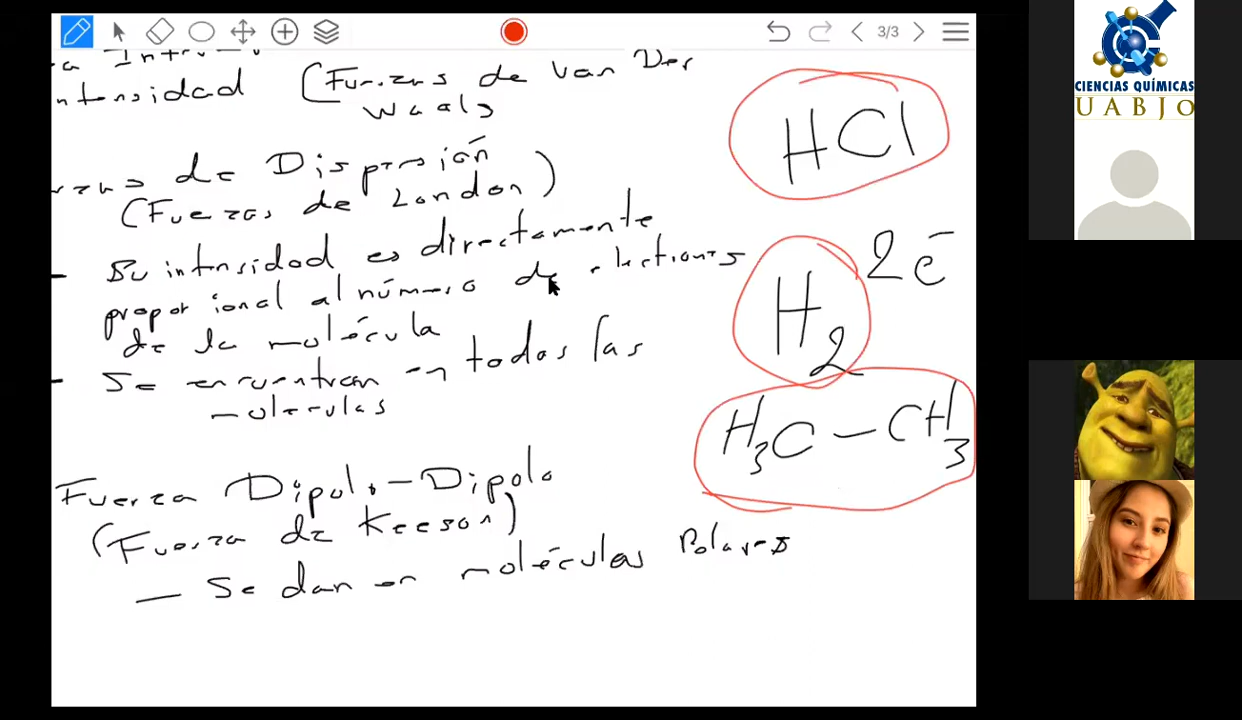 ntensidad (Fuerzas de Van Der
Waals
de Dispersión
(Fuerzas de London)
Su intensidad es directamente
proporcional al número de electrones
de la molécula
Se encuentran en todas las
moléculas
Fuerza Dipolo-Dipolo
(Fuerza de Keeson)
— Se dan en moléculas Polares
HCl
H2 2e-
H3C-CH3
3/3
CIENCIAS QUÍMICAS
UABJO